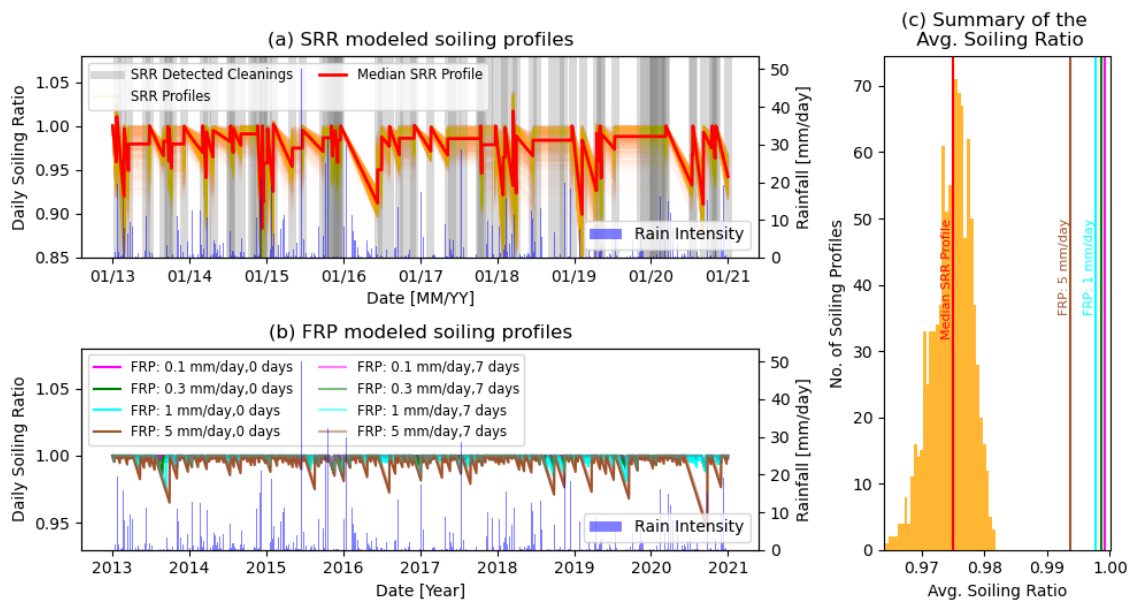 (a) SRR modeled soiling profiles
SRR Detected Cleanings
SRR Profiles
Median SRR Profile
Daily Soiling Ratio
1.05
1.00
0.95
0.90
0.85
50
40
30
20
10
0
Rainfall [mm/day]
Rain Intensity
01/13 01/14 01/15 01/16 01/17 01/18 01/19 01/20 01/21
Date [MM/YY]
(b) FRP modeled soiling profiles
FRP: 0.1 mm/day,0 days
FRP: 0.3 mm/day,0 days
FRP: 1 mm/day,0 days
FRP: 5 mm/day,0 days
FRP: 0.1 mm/day,7 days
FRP: 0.3 mm/day,7 days
FRP: 1 mm/day,7 days
FRP: 5 mm/day,7 days
Daily Soiling Ratio
1.05
1.00
0.95
50
40
30
20
10
0
Rainfall [mm/day]
Rain Intensity
2013 2014 2015 2016 2017 2018 2019 2020 2021
Date [Year]
(c) Summary of the
Avg. Soiling Ratio
No. of Soiling Profiles
70
60
50
40
30
20
10
0
Median SRR Profile
FRP: 5 mm/day
FRP: 1 mm/day
0.97 0.98 0.99 1.00
Avg. Soiling Ratio